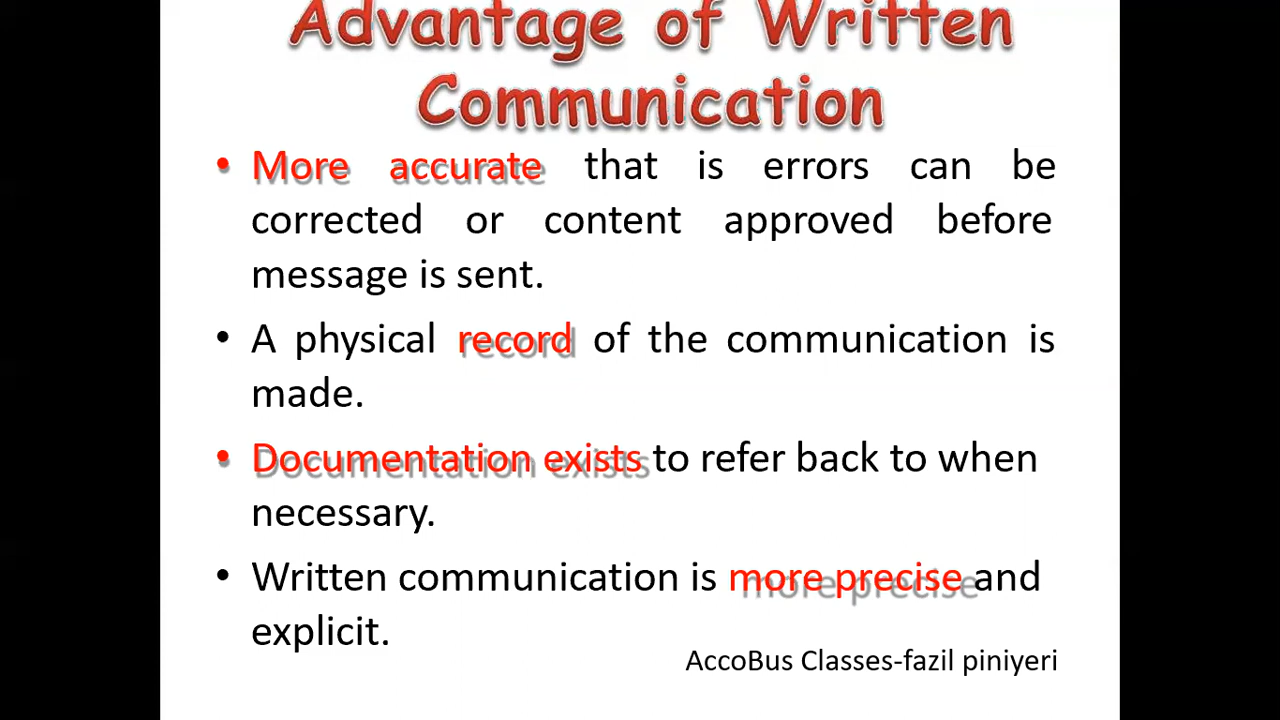 Advantage of Written
Communication
• More accurate that is errors can be
corrected or content approved before
message is sent.
• A physical record of the communication is
made.
• Documentation exists to refer back to when
necessary.
• Written communication is more precise and
explicit.
AccoBus Classes-fazil piniyeri